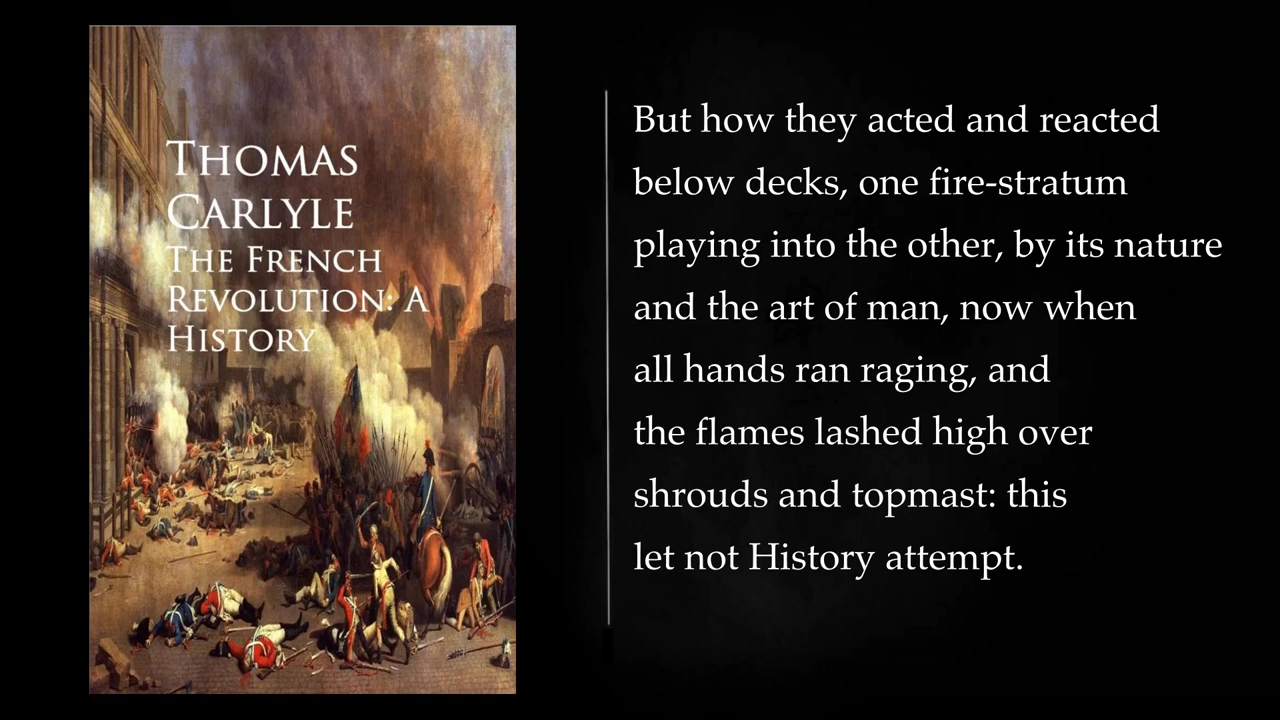 THOMAS
CARLYLE
THE FRENCH
REVOLUTION: A
HISTORY
But how they acted and reacted
below decks, one fire-stratum
playing into the other, by its nature
and the art of man, now when
all hands ran raging, and
the flames lashed high over
shrouds and topmast: this
let not History attempt.